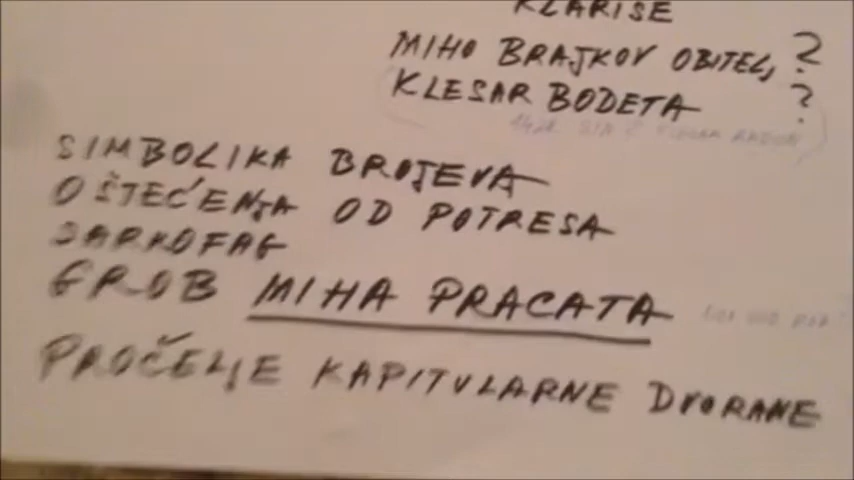 KLARISE
MIHO BRAJKOV OBITELJ ?
KLESAR BODETA ?
SIMBOLIKA BROJEVA
OŠTEĆENJA OD POTRESA
SARKOFAG
GROB MIHA PRACATA
PROČELJE KAPITULARNE DVORANE